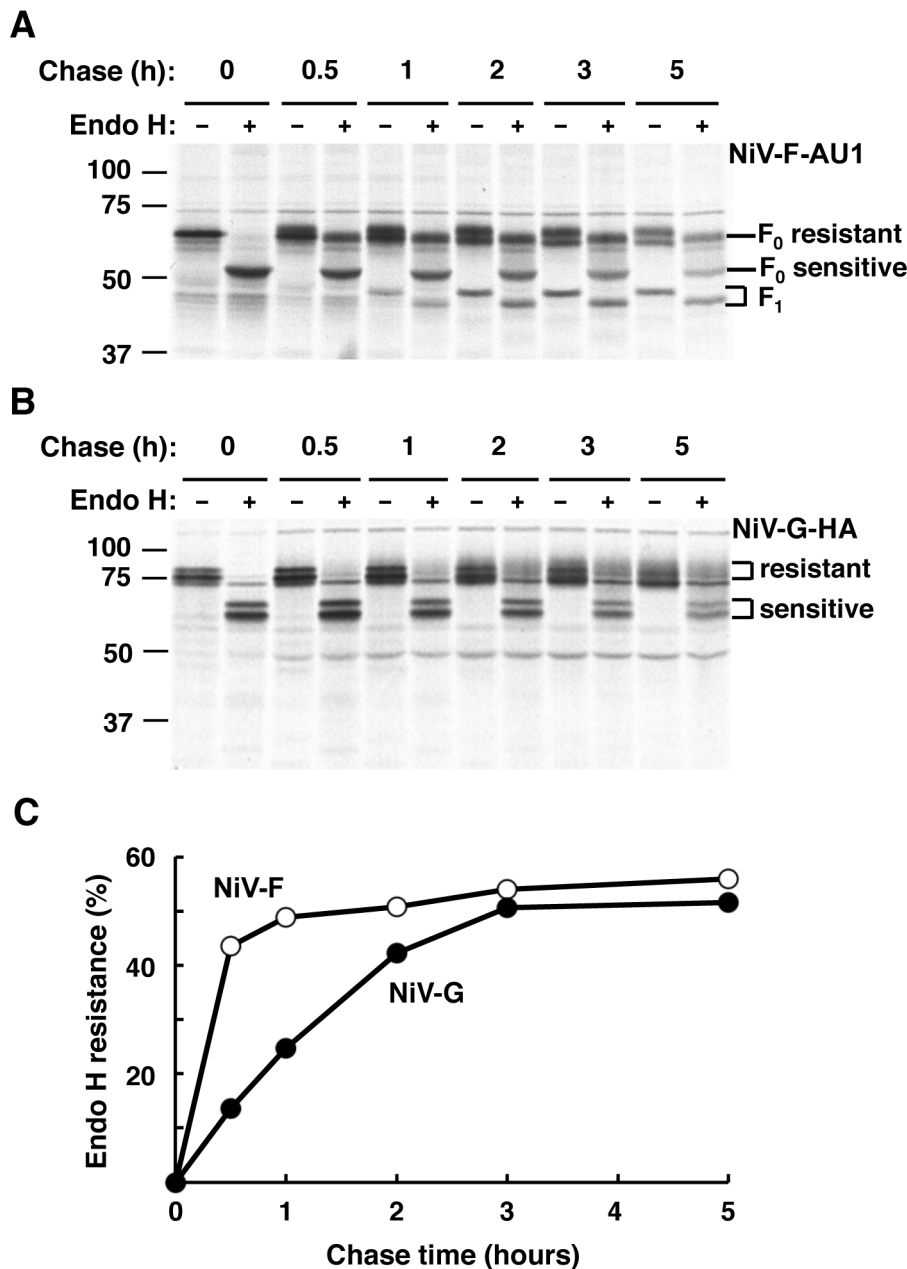 A
Chase (h): 0 0.5 1 2 3 5
Endo H: – + – + – + – + – + – +
NiV-F-AU1
100
75
F0 resistant
50
F0 sensitive
F1
37
B
Chase (h): 0 0.5 1 2 3 5
Endo H: – + – + – + – + – + – +
NiV-G-HA
100
75
resistant
sensitive
50
37
C
60
40
20
Endo H resistance (%)
NiV-F
NiV-G
0 1 2 3 4 5
Chase time (hours)